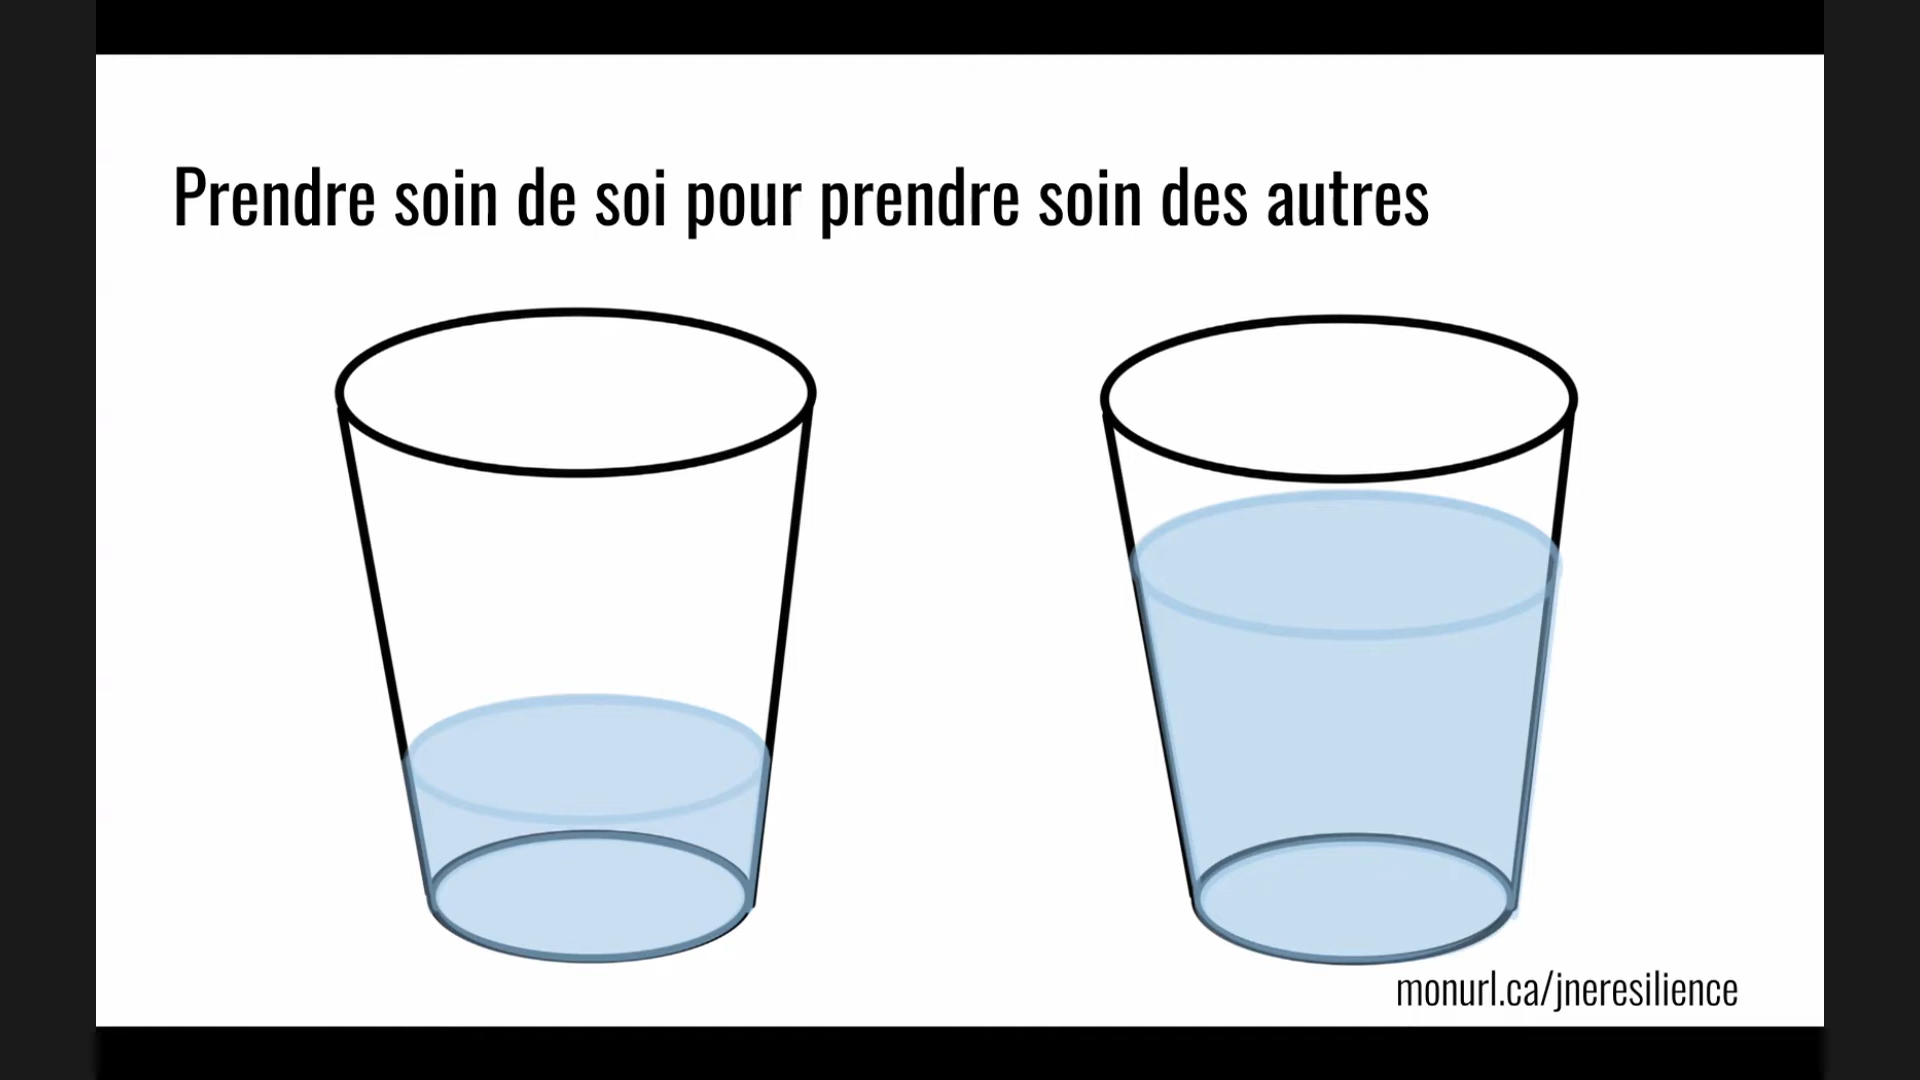 Prendre soin de soi pour prendre soin des autres
monurl.ca/jneresilience